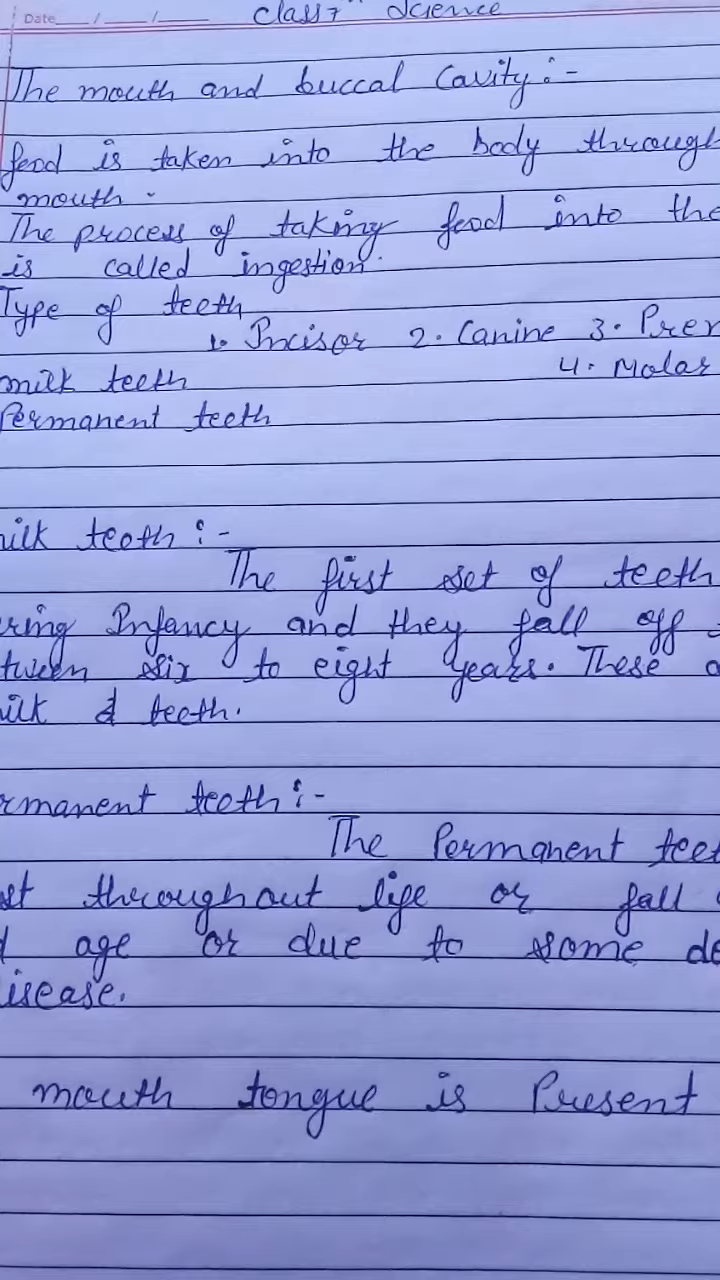 Date / /
Class 7th Science
The mouth and buccal Cavity:-
food is taken into the body through
mouth.
The process of taking food into the
is called ingestion.
Type of teeth
1. Incisor 2. Canine 3. Prem
4. Molar
milk teeth
Permanent teeth
ilk teeth:-
The first set of teeth
ring Infancy and they fall off
tween six to eight years. These a
ilk teeth.
rmanent teeth:-
The Permanent teet
st throughout life or fall
d age or due to some de
isease.
mouth tongue is Present